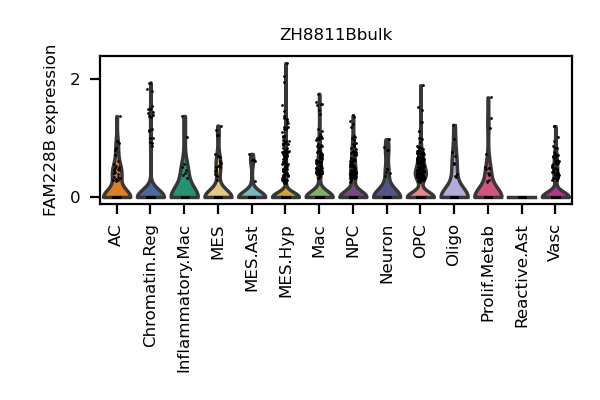 ZH8811Bbulk
FAM228B expression
2
0
AC
Chromatin.Reg
Inflammatory.Mac
MES
MES.Ast
MES.Hyp
Mac
NPC
Neuron
OPC
Oligo
Prolif.Metab
Reactive.Ast
Vasc